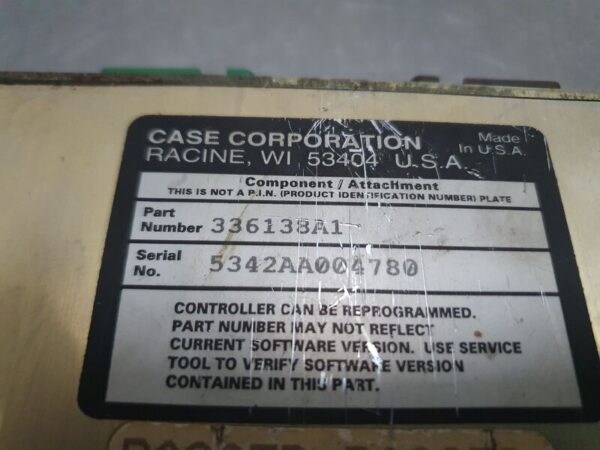 CASE CORPORATION
RACINE, WI 53404 U.S.A.
Made
In U.S.A.
Component / Attachment
THIS IS NOT A P.I.N. (PRODUCT IDENTIFICATION NUMBER) PLATE
Part
Number 336138A1
Serial
No. 5342AA004780
CONTROLLER CAN BE REPROGRAMMED.
PART NUMBER MAY NOT REFLECT
CURRENT SOFTWARE VERSION. USE SERVICE
TOOL TO VERIFY SOFTWARE VERSION
CONTAINED IN THIS PART.